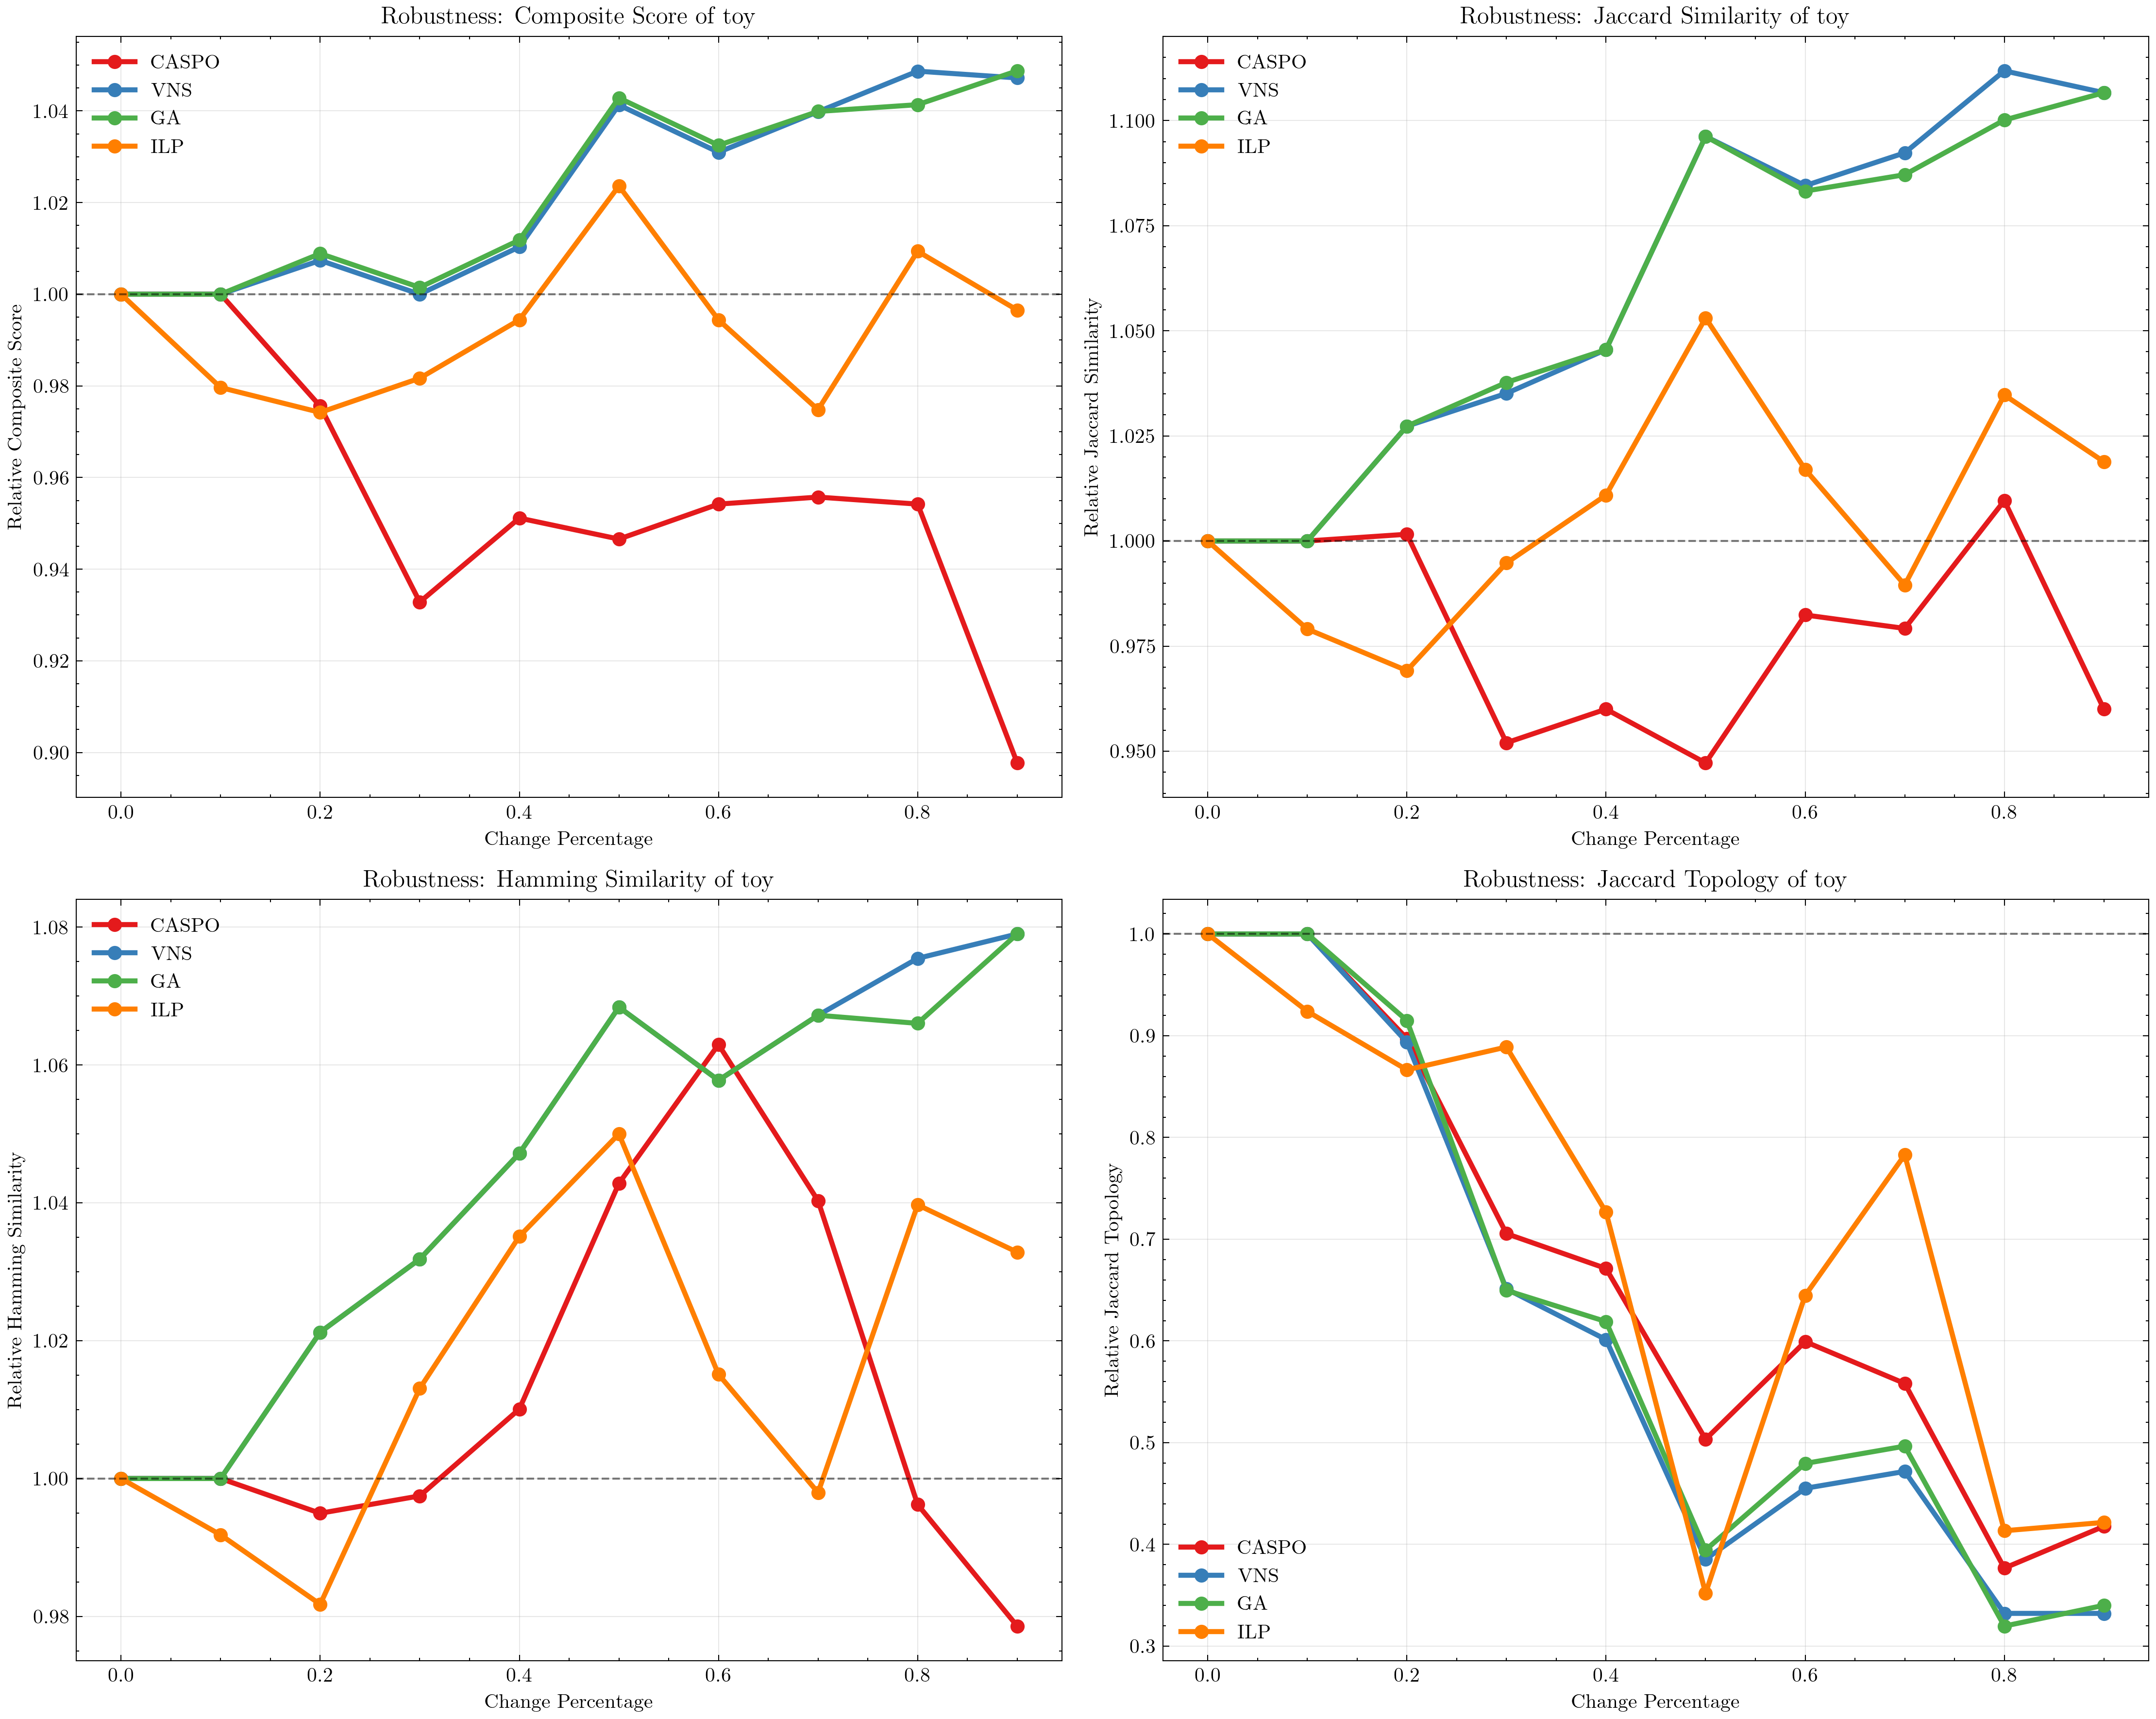 Robustness: Composite Score of toy
CASPO
VNS
GA
ILP
1.04
1.02
1.00
0.98
0.96
0.94
0.92
0.90
Relative Composite Score
0.0 0.2 0.4 0.6 0.8
Change Percentage
Robustness: Jaccard Similarity of toy
CASPO
VNS
GA
ILP
1.100
1.075
1.050
1.025
1.000
0.975
0.950
Relative Jaccard Similarity
0.0 0.2 0.4 0.6 0.8
Change Percentage
Robustness: Hamming Similarity of toy
CASPO
VNS
GA
ILP
1.08
1.06
1.04
1.02
1.00
0.98
Relative Hamming Similarity
0.0 0.2 0.4 0.6 0.8
Change Percentage
Robustness: Jaccard Topology of toy
1.0
0.9
0.8
0.7
0.6
0.5
0.4
0.3
Relative Jaccard Topology
CASPO
VNS
GA
ILP
0.0 0.2 0.4 0.6 0.8
Change Percentage